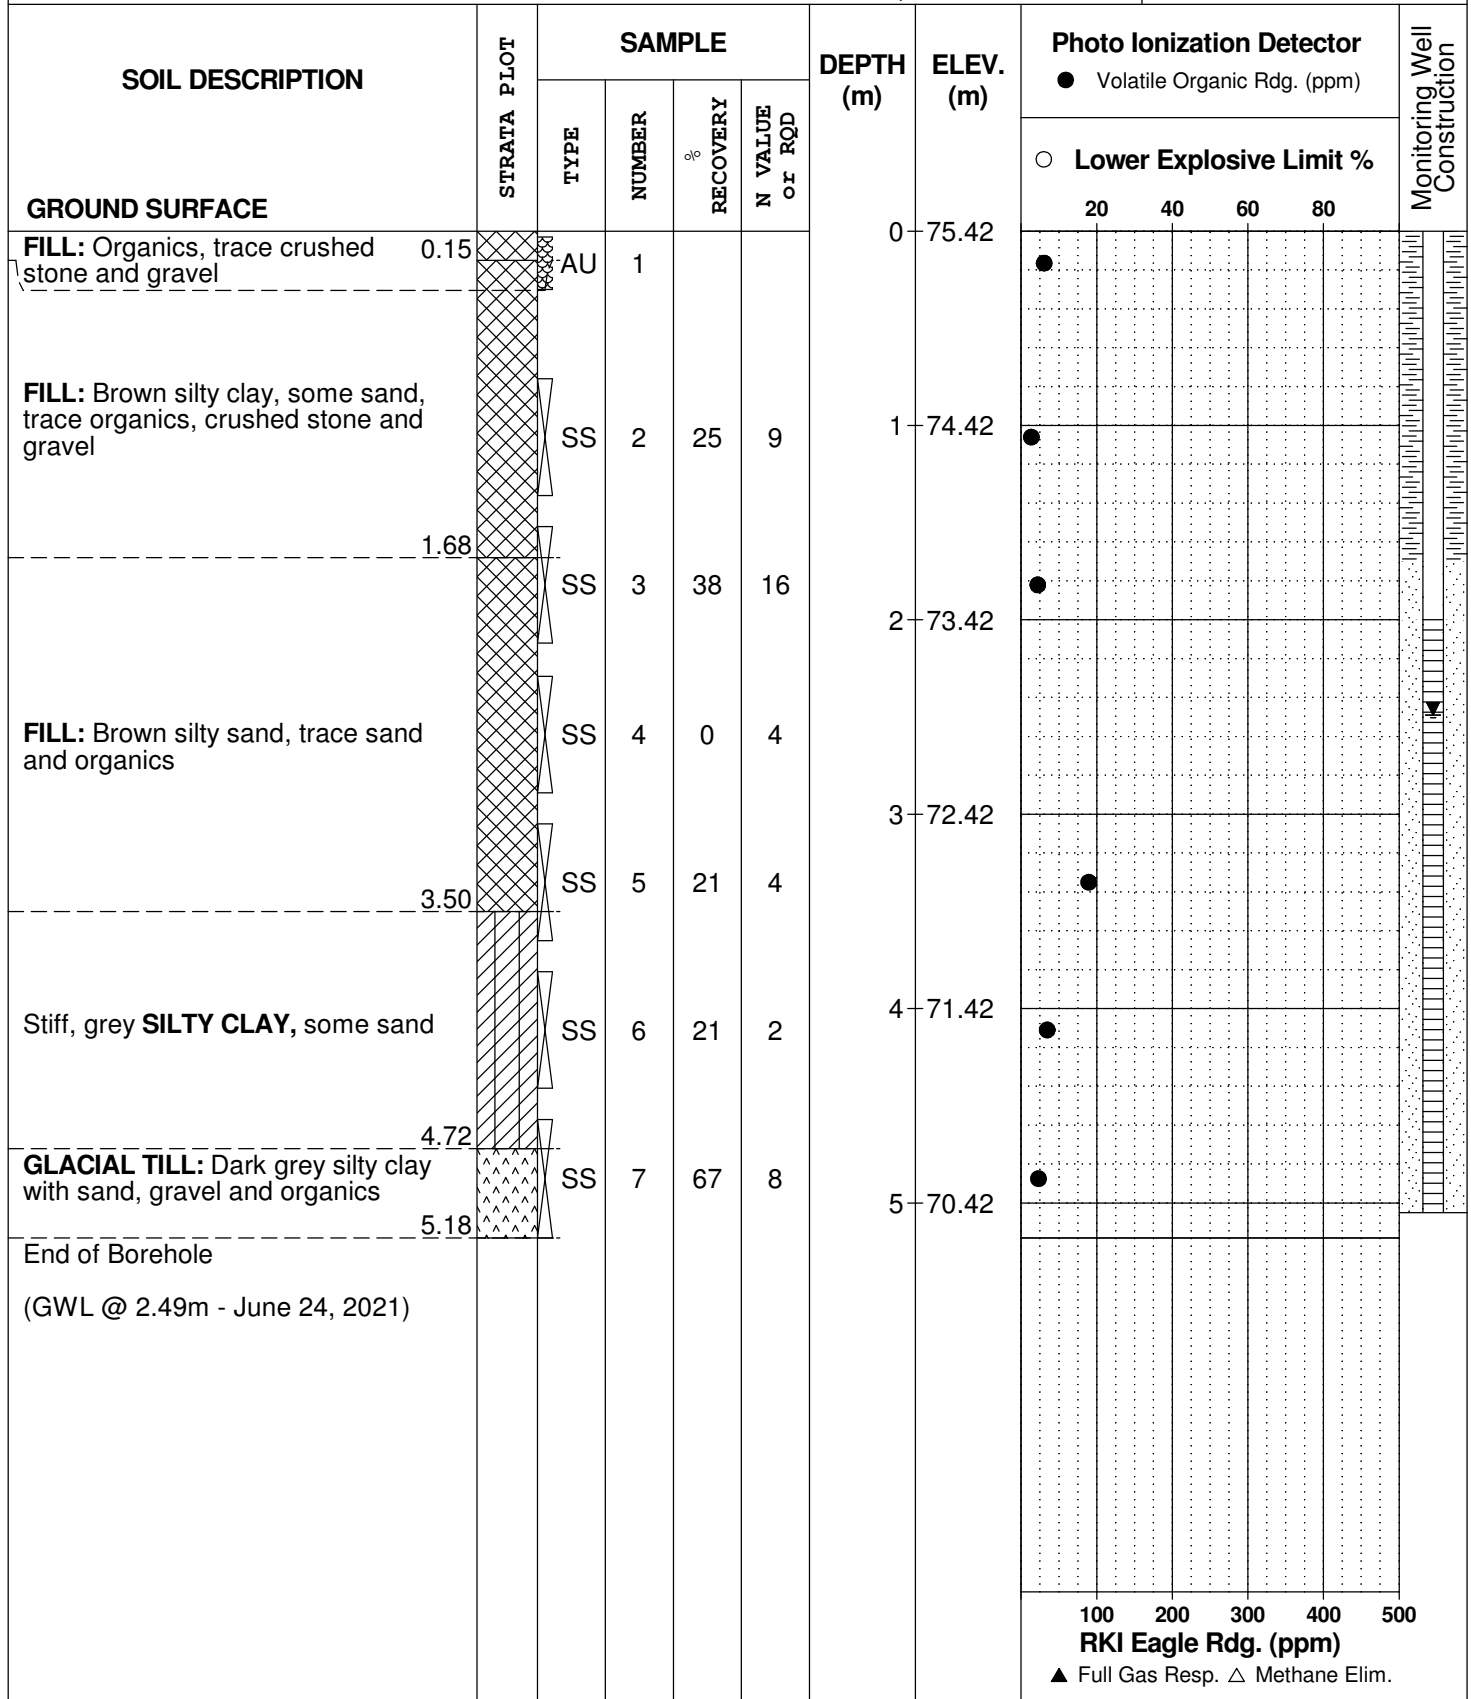 SOIL DESCRIPTION
GROUND SURFACE
STRATA PLOT
SAMPLE
TYPE
NUMBER
%
RECOVERY
N VALUE
or RQD
DEPTH
(m)
ELEV.
(m)
Photo Ionization Detector
● Volatile Organic Rdg. (ppm)
○ Lower Explosive Limit %
20 40 60 80
Monitoring Well
Construction
0 75.42
FILL: Organics, trace crushed 0.15
stone and gravel
AU 1
FILL: Brown silty clay, some sand,
trace organics, crushed stone and
gravel
SS 2 25 9
1 74.42
1.68
SS 3 38 16
2 73.42
FILL: Brown silty sand, trace sand
and organics
SS 4 0 4
3 72.42
SS 5 21 4
3.50
4 71.42
Stiff, grey SILTY CLAY, some sand
SS 6 21 2
4.72
GLACIAL TILL: Dark grey silty clay
with sand, gravel and organics
SS 7 67 8
5 70.42
5.18
End of Borehole
(GWL @ 2.49m - June 24, 2021)
100 200 300 400 500
RKI Eagle Rdg. (ppm)
▲ Full Gas Resp. △ Methane Elim.